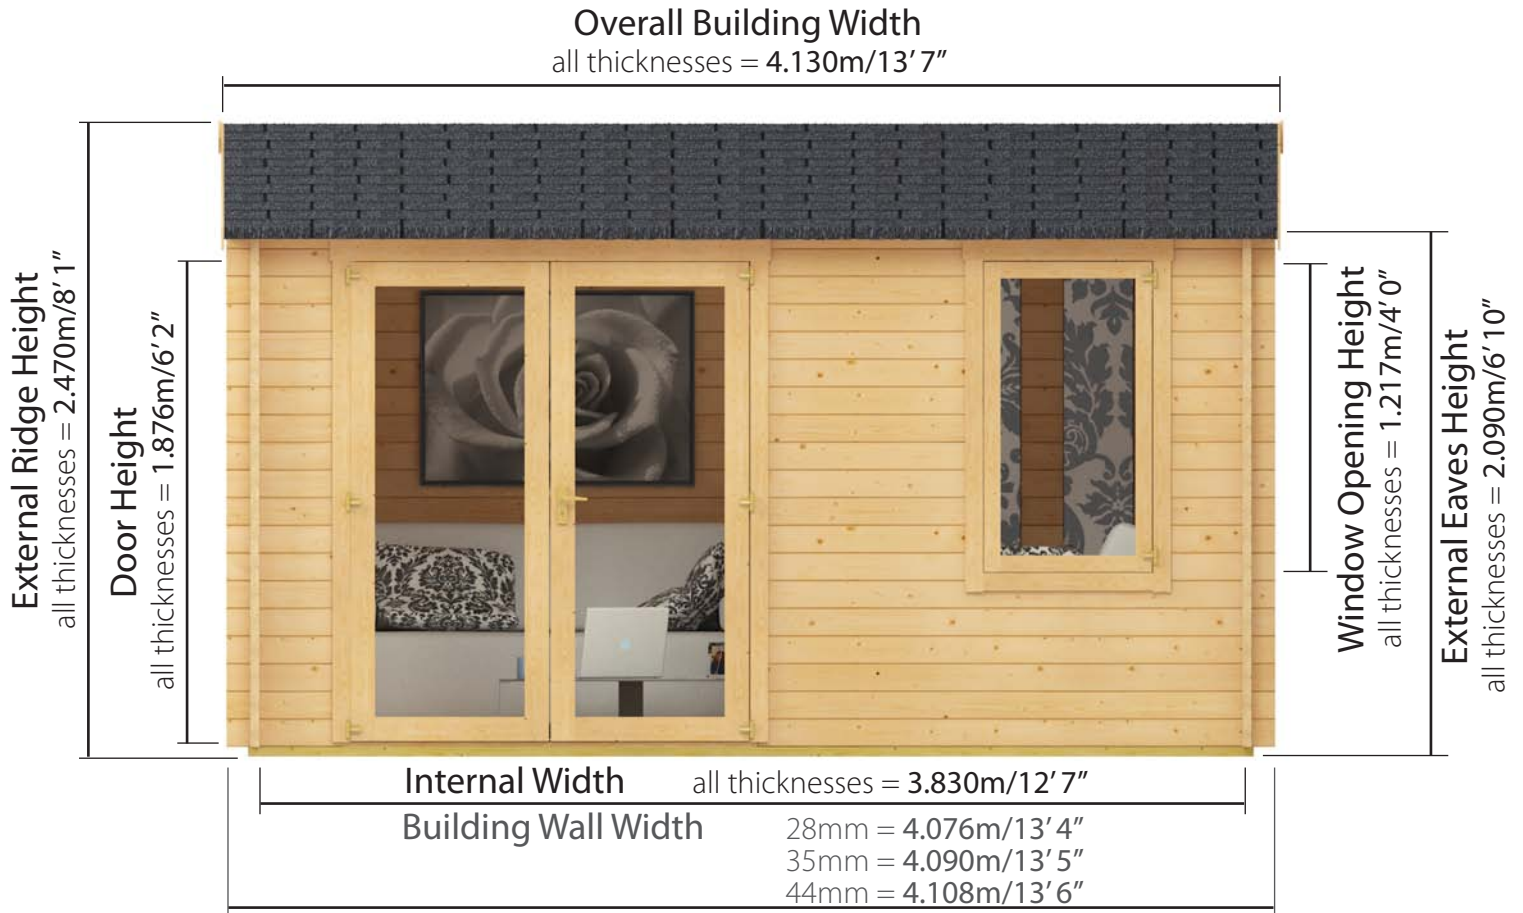 Overall Building Width
all thicknesses = 4.130m/13’ 7”
External Ridge Height
all thicknesses = 2.470m/8’ 1”
Door Height
all thicknesses = 1.876m/6’ 2”
Window Opening Height
all thicknesses = 1.217m/4’ 0”
External Eaves Height
all thicknesses = 2.090m/6’ 10”
Internal Width all thicknesses = 3.830m/12’ 7”
Building Wall Width 28mm = 4.076m/13’ 4”
35mm = 4.090m/13’ 5”
44mm = 4.108m/13’ 6”